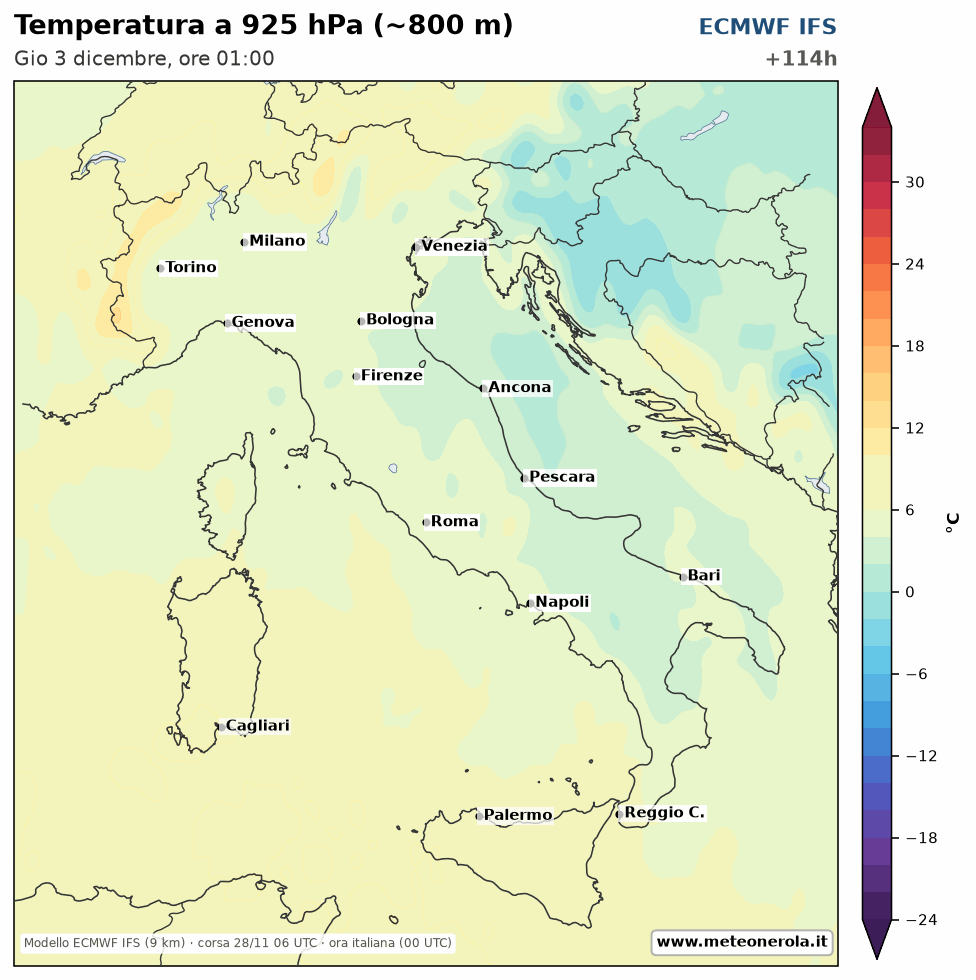 Temperatura a 925 hPa (~800 m)
ECMWF IFS
Gio 3 dicembre, ore 01:00
+114h
Milano
Venezia
Torino
Genova
Bologna
Firenze
Ancona
Pescara
Roma
Bari
Napoli
Cagliari
Palermo
Reggio C.
30
24
18
12
6
0
−6
−12
−18
−24
°C
Modello ECMWF IFS (9 km) · corsa 28/11 06 UTC · ora italiana (00 UTC)
www.meteonerola.it